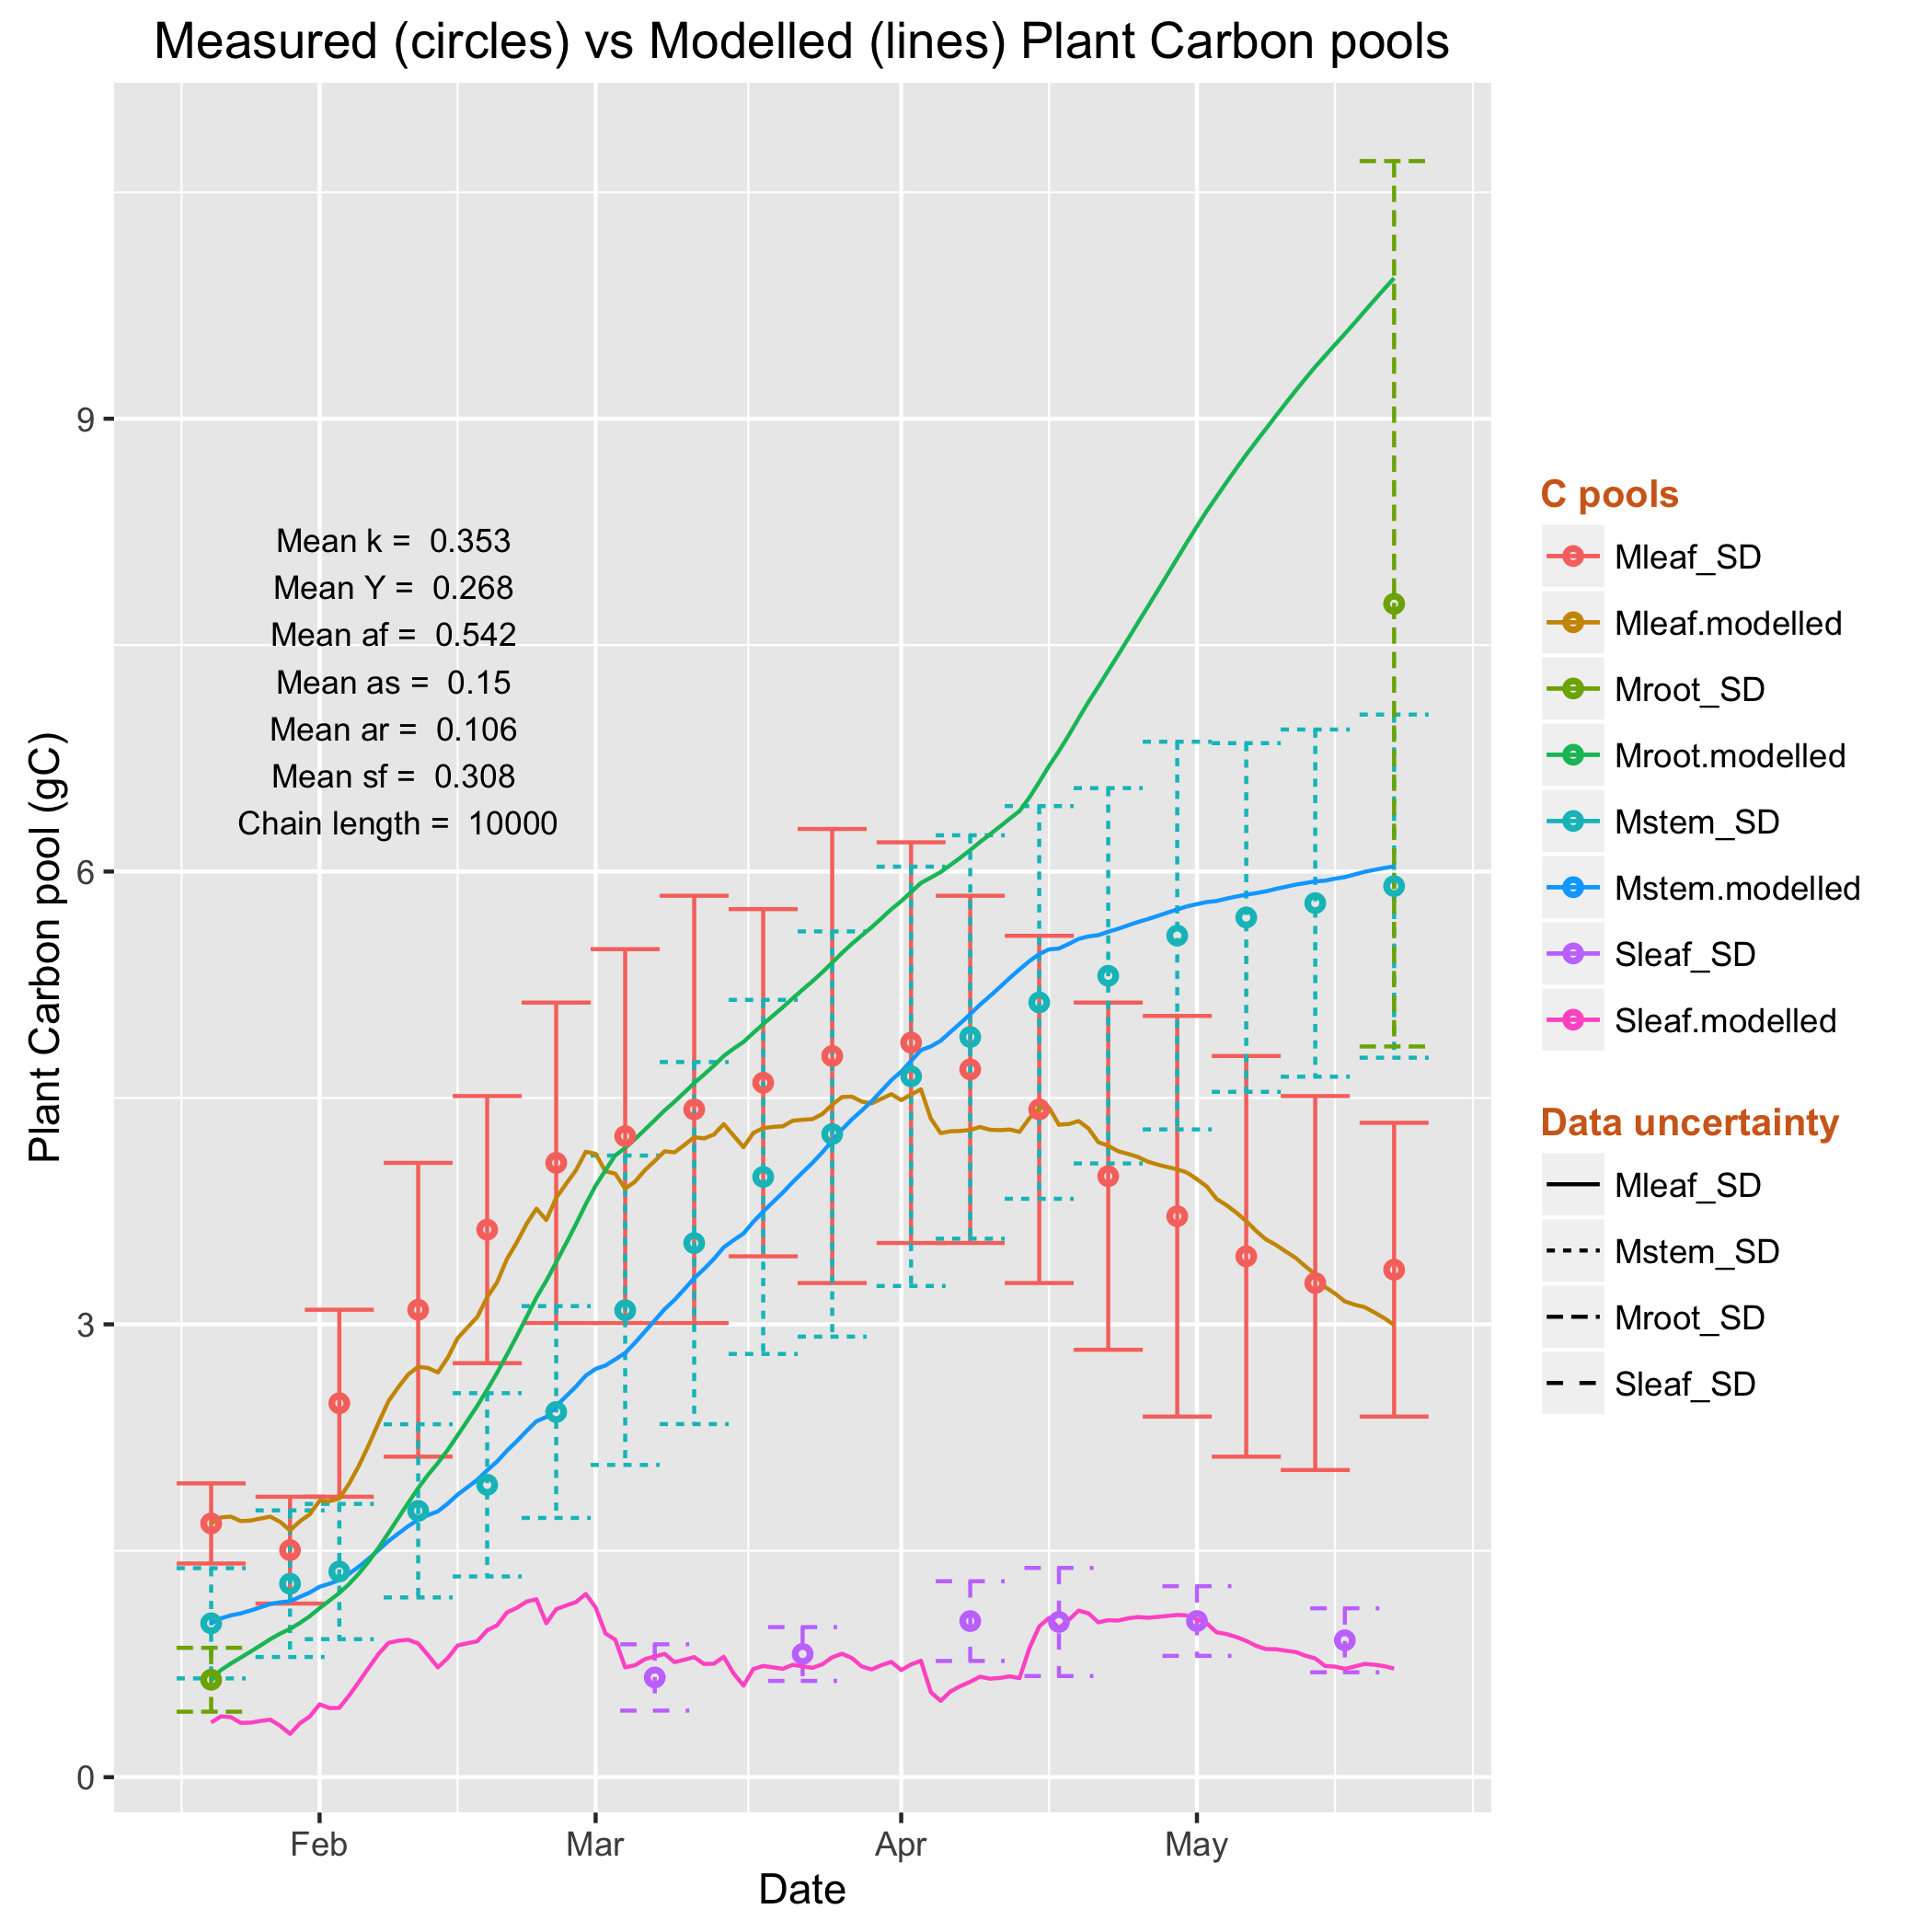 Measured (circles) vs Modelled (lines) Plant Carbon pools
Plant Carbon pool (gC)
9
6
3
0
Mean k = 0.353
Mean Y = 0.268
Mean af = 0.542
Mean as = 0.15
Mean ar = 0.106
Mean sf = 0.308
Chain length = 10000
Feb Mar Apr May
Date
C pools
Mleaf_SD
Mleaf.modelled
Mroot_SD
Mroot.modelled
Mstem_SD
Mstem.modelled
Sleaf_SD
Sleaf.modelled
Data uncertainty
Mleaf_SD
Mstem_SD
Mroot_SD
Sleaf_SD